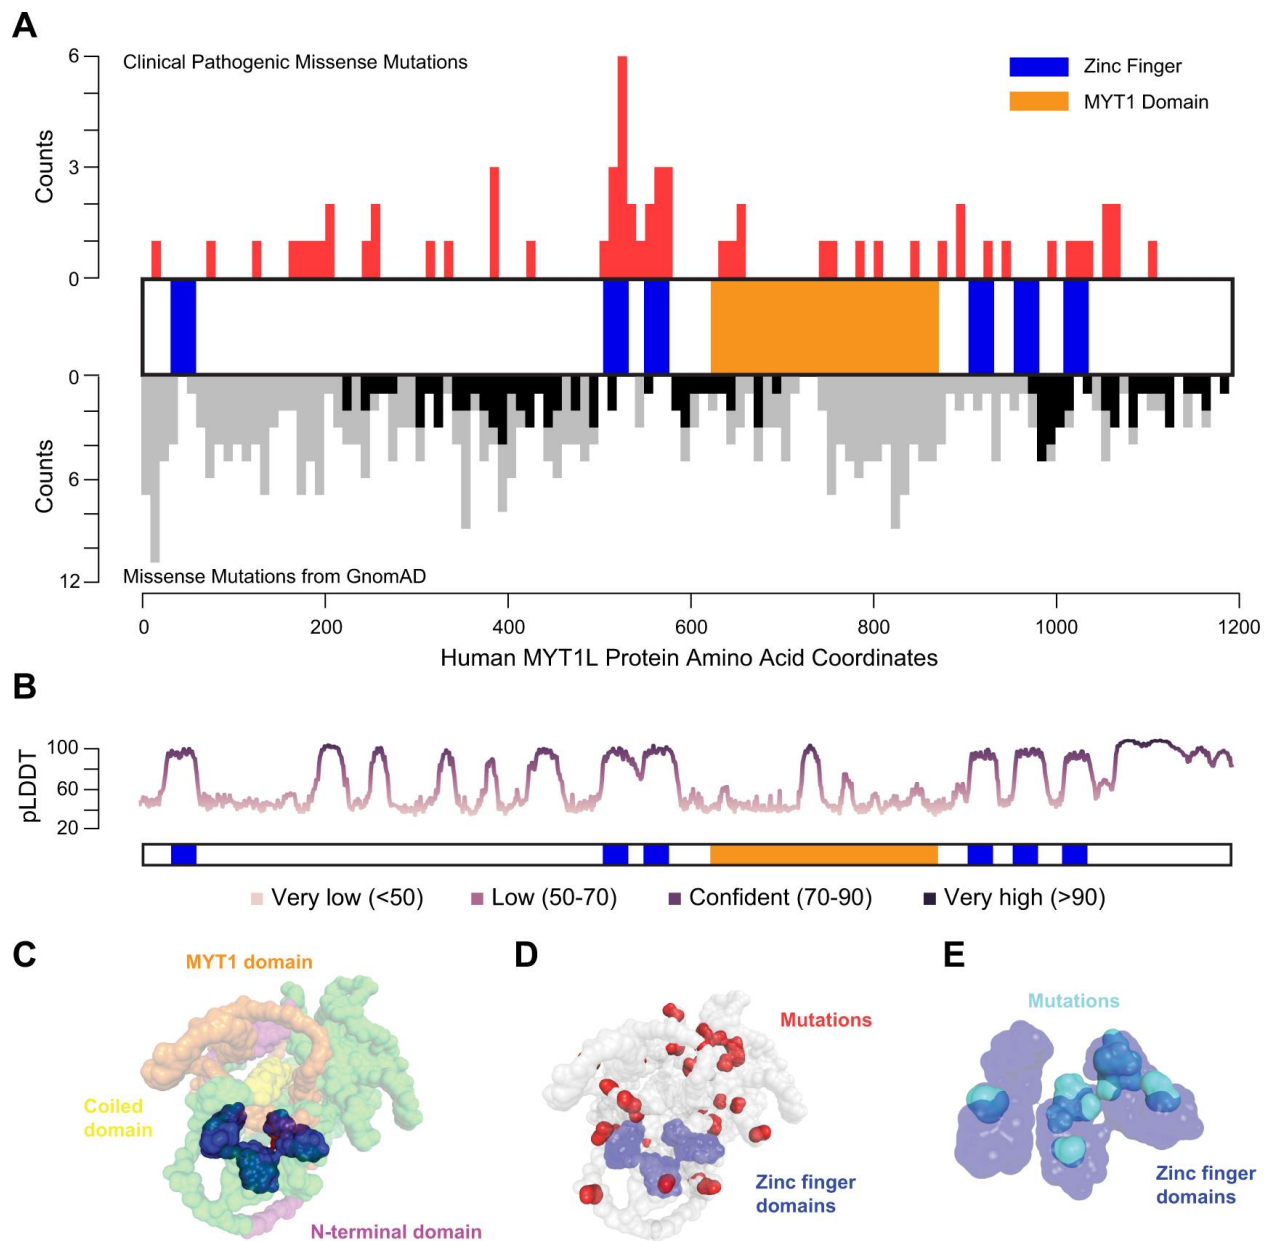 A
Clinical Pathogenic Missense Mutations
Zinc Finger
MYT1 Domain
Counts
6
3
0
Counts
0
6
12
Missense Mutations from GnomAD
0 200 400 600 800 1000 1200
Human MYT1L Protein Amino Acid Coordinates
B
pLDDT
100
60
20
Very low (<50) Low (50-70) Confident (70-90) Very high (>90)
C
MYT1 domain
Coiled
domain
N-terminal domain
D
Mutations
Zinc finger
domains
E
Mutations
Zinc finger
domains